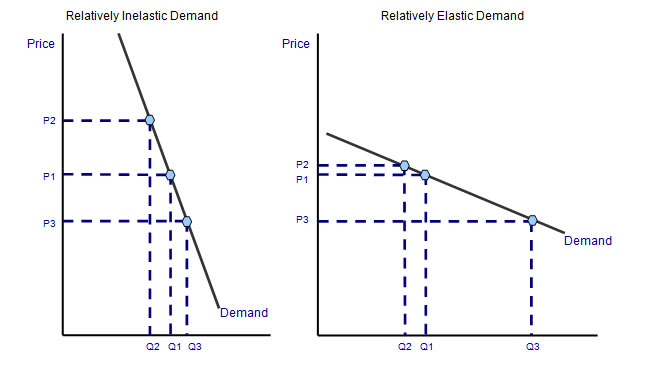 Relatively Inelastic Demand
Price
P2
P1
P3
Demand
Q2 Q1 Q3
Relatively Elastic Demand
Price
P2
P1
P3
Demand
Q2 Q1 Q3